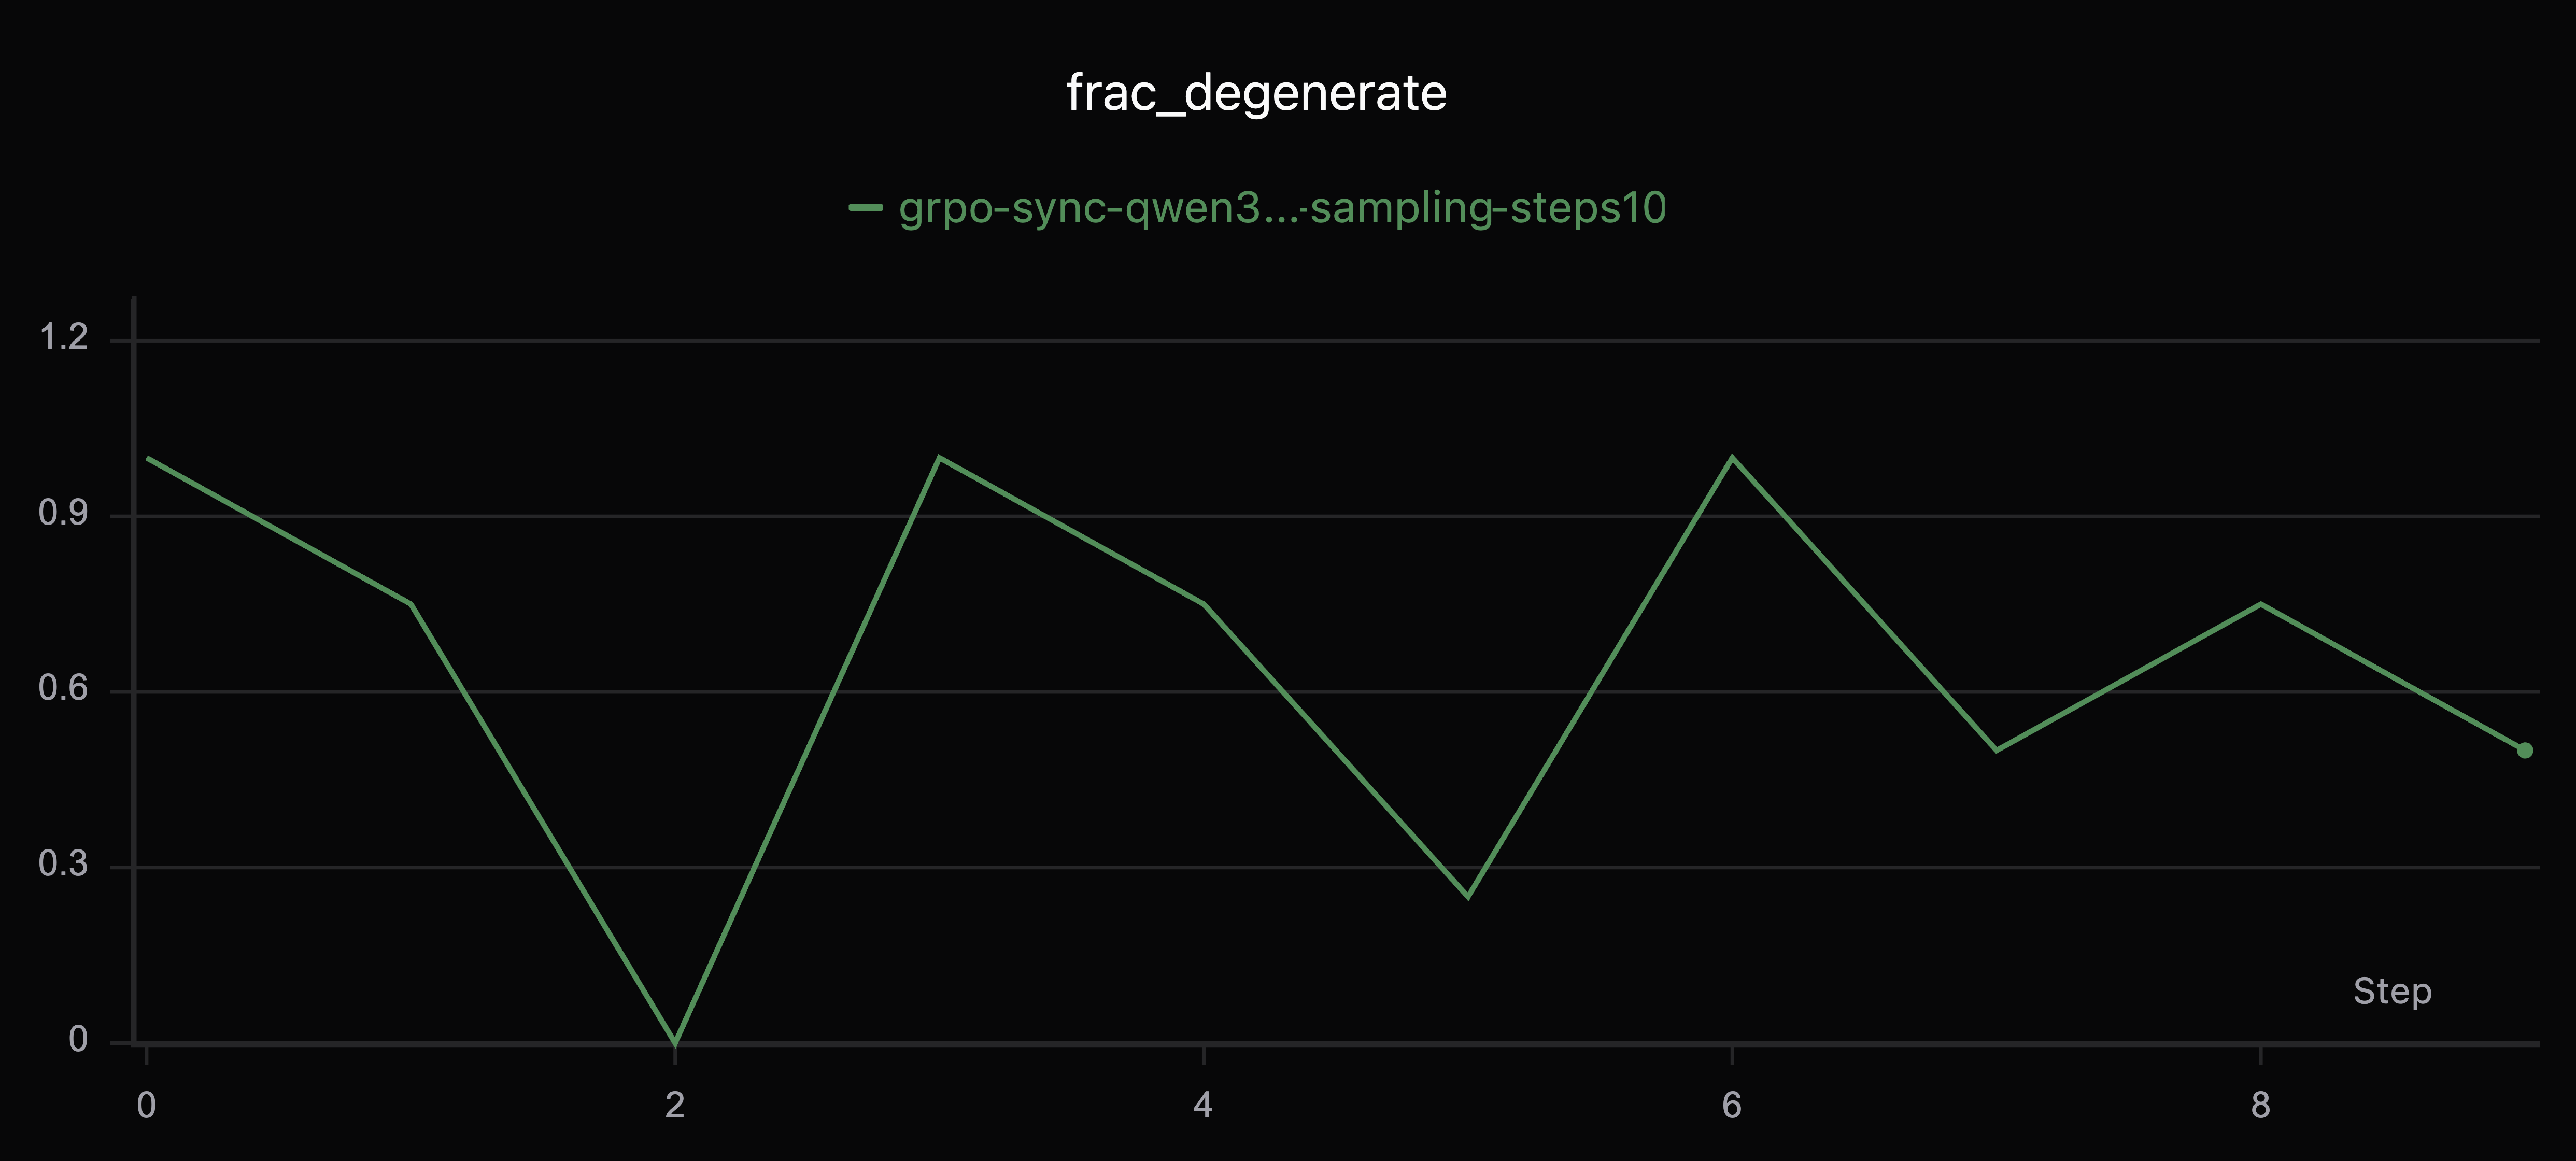 frac_degenerate
grpo-sync-qwen3...-sampling-steps10
1.2
0.9
0.6
0.3
0
Step
0 2 4 6 8